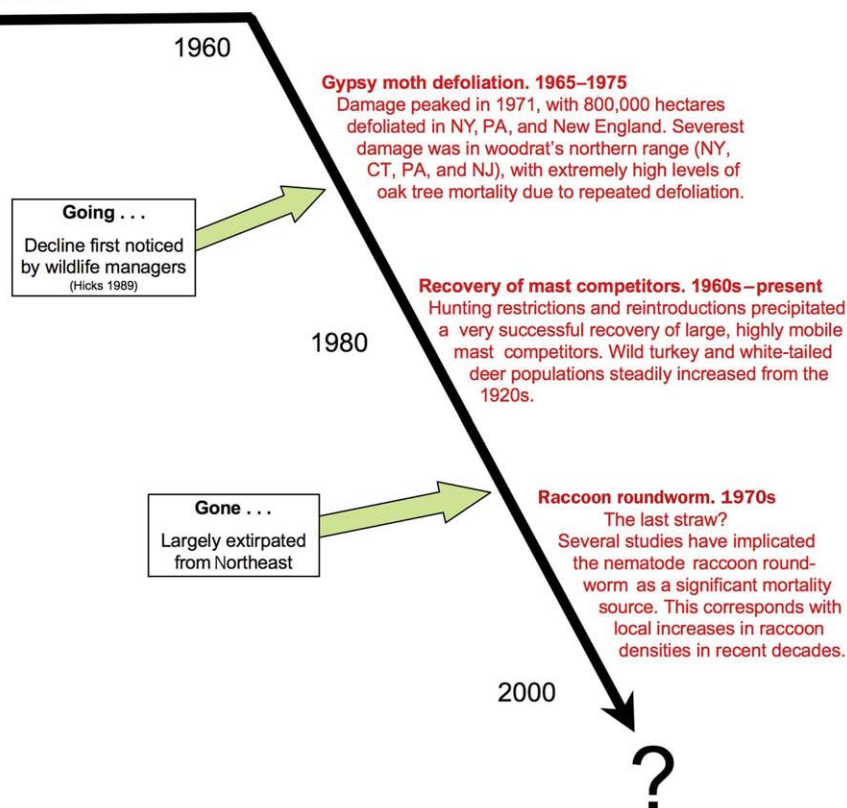 1960
Gypsy moth defoliation. 1965–1975
Damage peaked in 1971, with 800,000 hectares
defoliated in NY, PA, and New England. Severest
damage was in woodrat's northern range (NY,
CT, PA, and NJ), with extremely high levels of
oak tree mortality due to repeated defoliation.
Going . . .
Decline first noticed
by wildlife managers
(Hicks 1989)
Recovery of mast competitors. 1960s–present
Hunting restrictions and reintroductions precipitated
a very successful recovery of large, highly mobile
mast competitors. Wild turkey and white-tailed
deer populations steadily increased from the
1920s.
1980
Gone . . .
Largely extirpated
from Northeast
Raccoon roundworm. 1970s
The last straw?
Several studies have implicated
the nematode raccoon round-
worm as a significant mortality
source. This corresponds with
local increases in raccoon
densities in recent decades.
2000
?